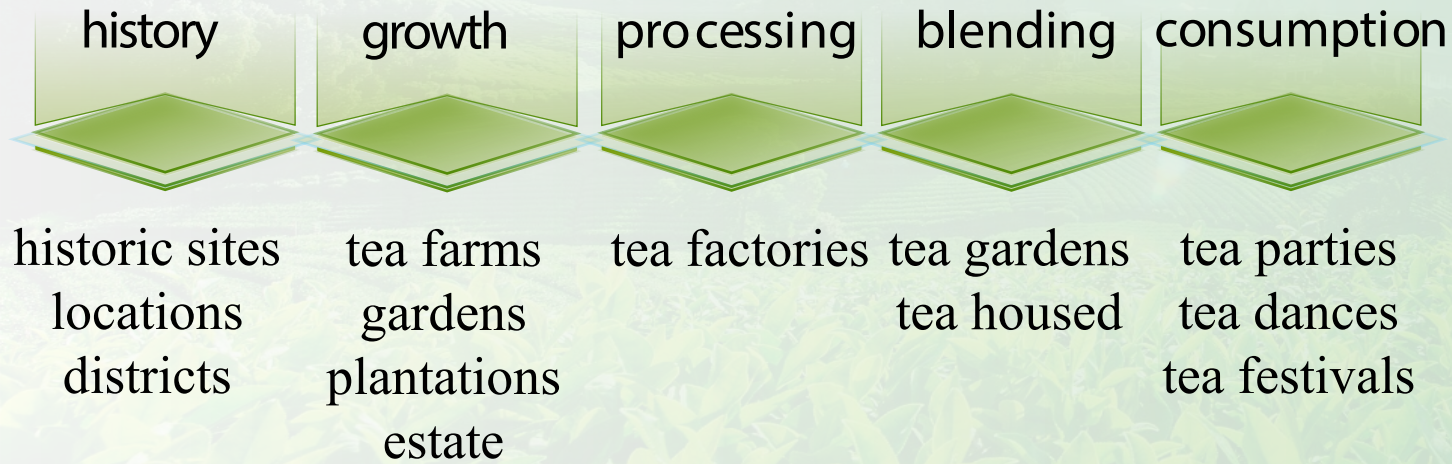 history
historic sites
locations
districts
growth
tea farms
gardens
plantations
estate
processing
tea factories
blending
tea gardens
tea housed
consumption
tea parties
tea dances
tea festivals